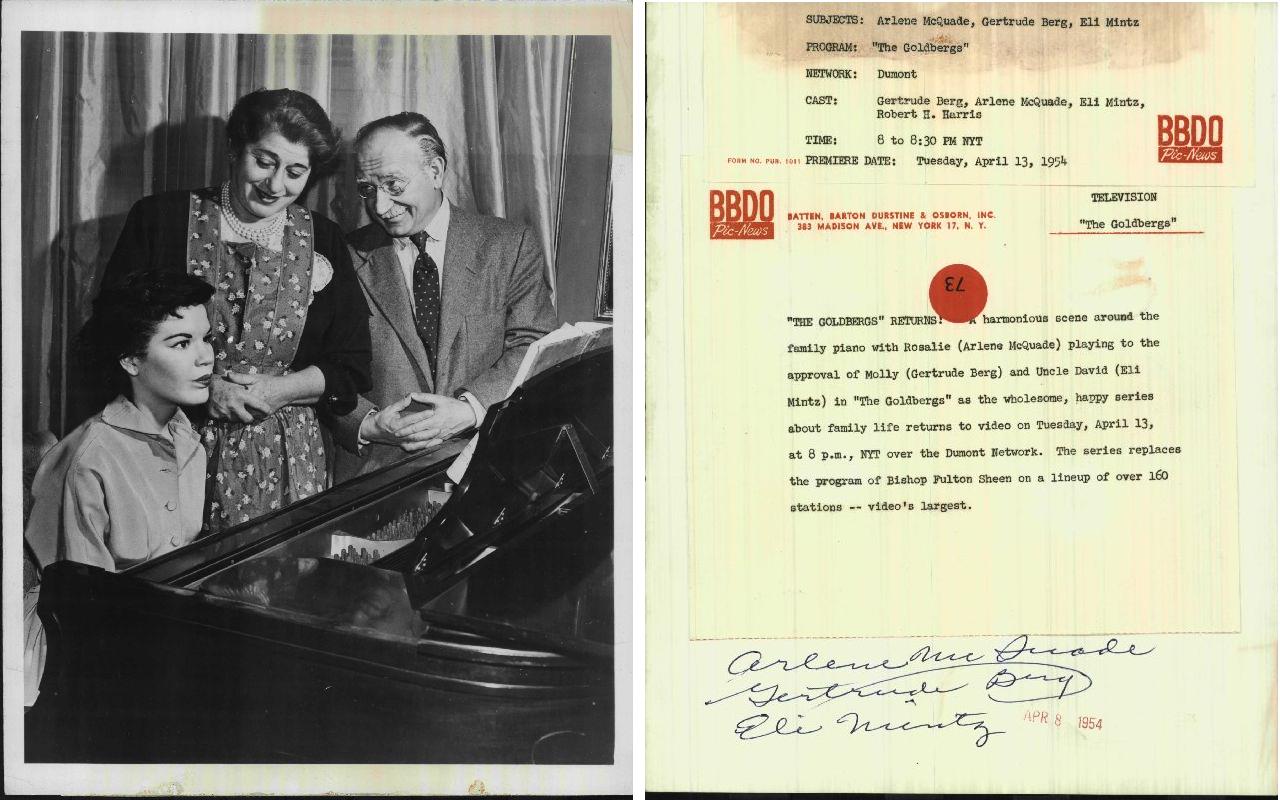 SUBJECTS: Arlene McQuade, Gertrude Berg, Eli Mintz
PROGRAM: "The Goldbergs"
NETWORK: Dumont
CAST: Gertrude Berg, Arlene McQuade, Eli Mintz,
Robert H. Harris
TIME: 8 to 8:30 PM NYT
BBDO
Pic-News
FORM NO. PUB. 1081 PREMIERE DATE: Tuesday, April 13, 1954
BBDO
Pic-News
BATTEN, BARTON DURSTINE & OSBORN, INC.
383 MADISON AVE., NEW YORK 17, N. Y.
TELEVISION
"The Goldbergs"
73
"THE GOLDBERGS" RETURNS! A harmonious scene around the
family piano with Rosalie (Arlene McQuade) playing to the
approval of Molly (Gertrude Berg) and Uncle David (Eli
Mintz) in "The Goldbergs" as the wholesome, happy series
about family life returns to video on Tuesday, April 13,
at 8 p.m., NYT over the Dumont Network. The series replaces
the program of Bishop Fulton Sheen on a lineup of over 160
stations -- video's largest.
Arlene McQuade
Gertrude Berg
Eli Mintz
APR 8 1954